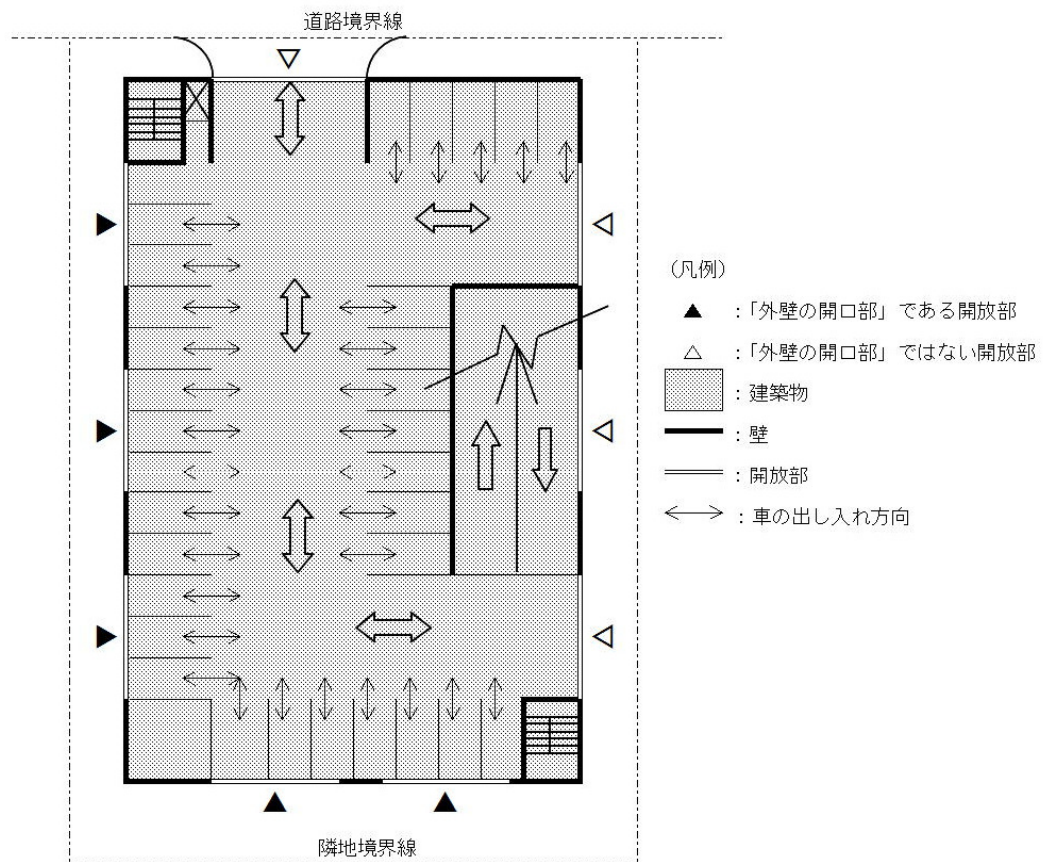 道路境界線
(凡例)
▲ :「外壁の開口部」である開放部
△ :「外壁の開口部」ではない開放部
:建築物
:壁
:開放部
:車の出し入れ方向
隣地境界線